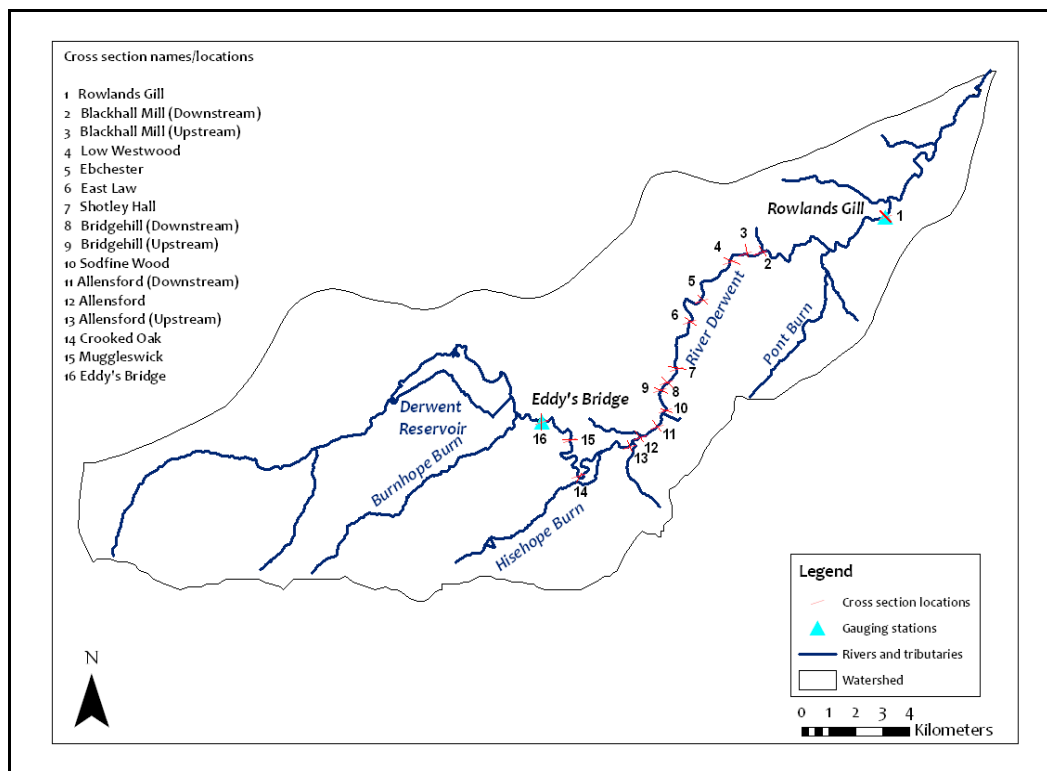 Cross section names/locations
1 Rowlands Gill
2 Blackhall Mill (Downstream)
3 Blackhall Mill (Upstream)
4 Low Westwood
5 Ebchester
6 East Law
7 Shotley Hall
8 Bridgehill (Downstream)
9 Bridgehill (Upstream)
10 Sodfine Wood
11 Allensford (Downstream)
12 Allensford
13 Allensford (Upstream)
14 Crooked Oak
15 Muggleswick
16 Eddy's Bridge
Rowlands Gill
1
2
3
4
5
6
River Derwent
Pont Burn
7
8
9
10
11
12
13
Eddy's Bridge
16
15
14
Derwent
Reservoir
Burnhope Burn
Hisehope Burn
N
Legend
Cross section locations
Gauging stations
Rivers and tributaries
Watershed
0 1 2 3 4
Kilometers